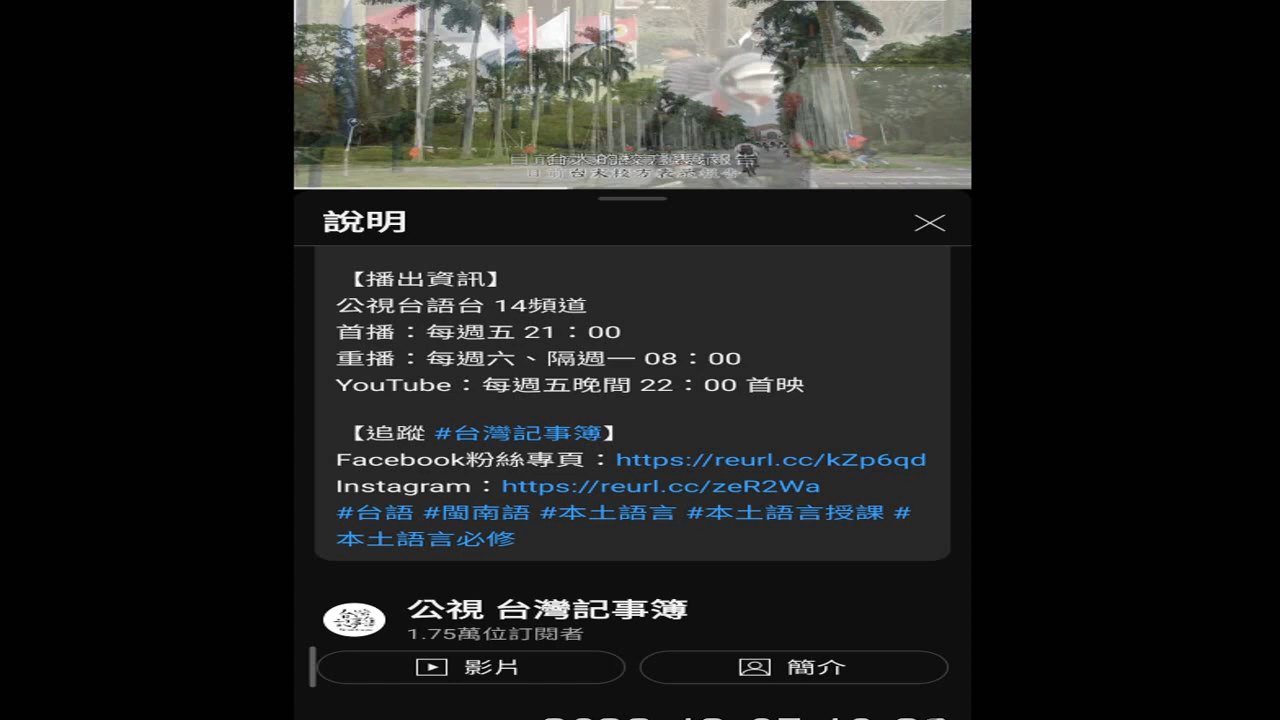 說明
【播出資訊】
公視台語台 14頻道
首播：每週五 21：00
重播：每週六、隔週一 08：00
YouTube：每週五晚間 22：00 首映
【追蹤 #台灣記事簿】
Facebook粉絲專頁：https://reurl.cc/kZp6qd
Instagram：https://reurl.cc/zeR2Wa
#台語 #閩南語 #本土語言 #本土語言授課 #
本土語言必修
公視 台灣記事簿
1.75萬位訂閱者
影片
簡介